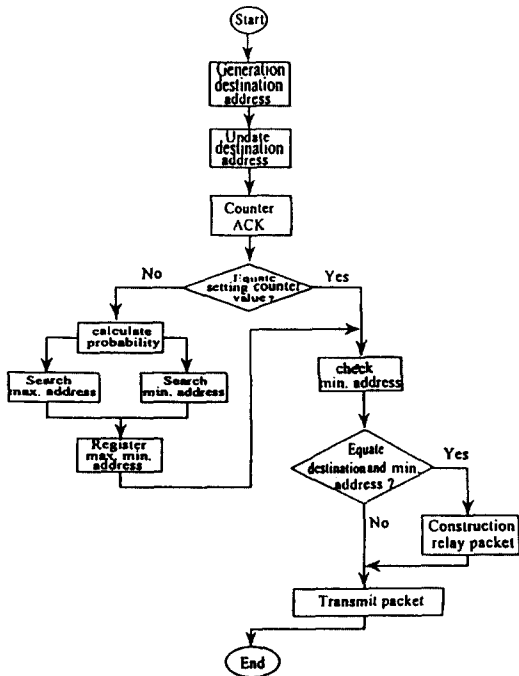 Start
Generation
destination
address
Update
destination
address
Counter
ACK
No
Yes
Equate
setting counter
value?
calculate
probability
Search
max. address
Search
min. address
Register
max. min.
address
check
min. address
Equate
destination and min.
address ?
Yes
No
Construction
relay packet
Transmit packet
End